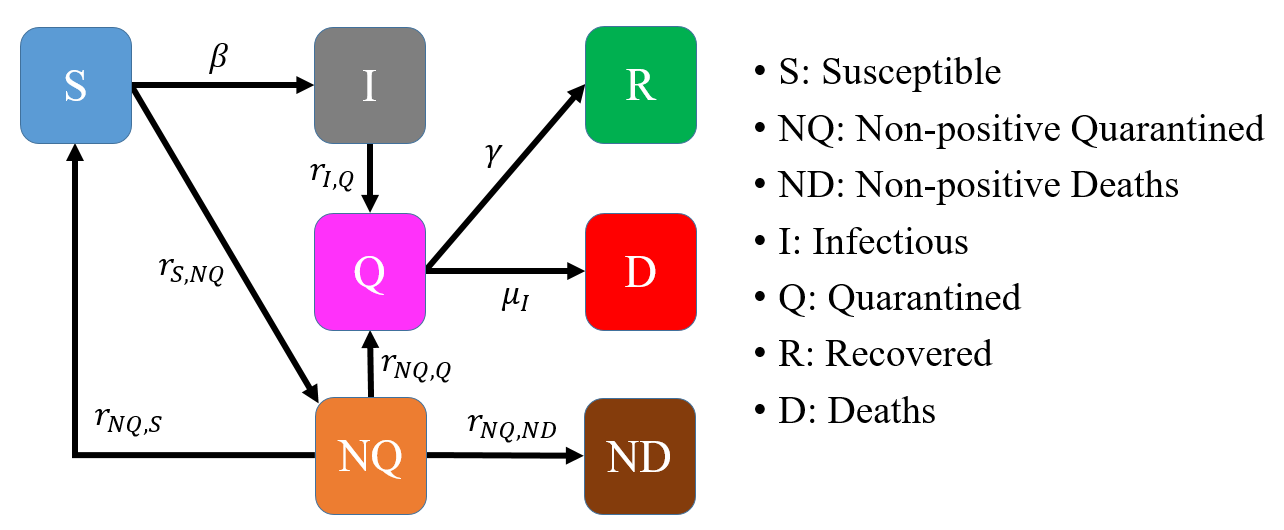 S
β
I
R
r_{I,Q}
γ
r_{S,NQ}
Q
μ_I
D
r_{NQ,Q}
r_{NQ,S}
NQ
r_{NQ,ND}
ND
• S: Susceptible
• NQ: Non-positive Quarantined
• ND: Non-positive Deaths
• I: Infectious
• Q: Quarantined
• R: Recovered
• D: Deaths